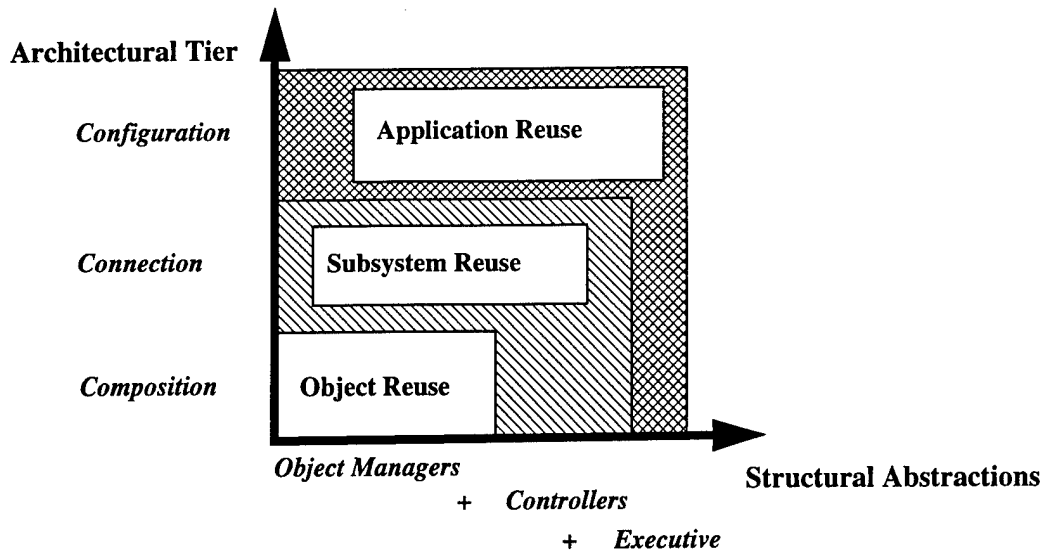 Architectural Tier
Configuration
Application Reuse
Connection
Subsystem Reuse
Composition
Object Reuse
Object Managers
Structural Abstractions
+ Controllers
+ Executive